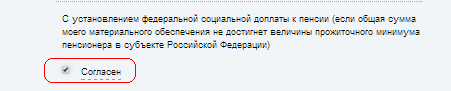 С установлением федеральной социальной доплаты к пенсии (если общая сумма
моего материального обеспечения не достигнет величины прожиточного минимума
пенсионера в субъекте Российской Федерации)
Согласен